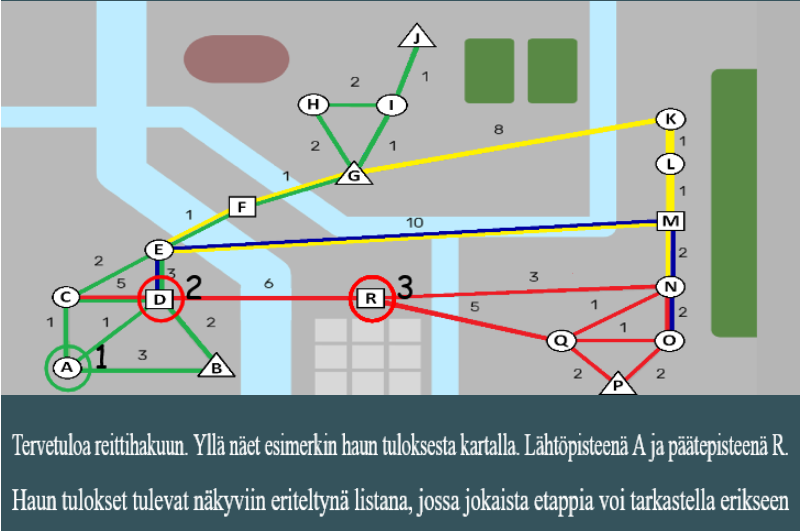 J
2
1
H
I
8
K
2
1
1
1
G
L
1
1
F
10
M
E
2
3
2
5
6
3
N
C
D
2
R
3
1
2
5
1
1
2
1
Q
1
O
A
1
3
B
2
P
2
Tervetuloa reittihakuun. Yllä näet esimerkin haun tuloksesta kartalla. Lähtöpisteenä A ja päätepisteenä R.
Haun tulokset tulevat näkyviin eriteltynä listana, jossa jokaista etappia voi tarkastella erikseen